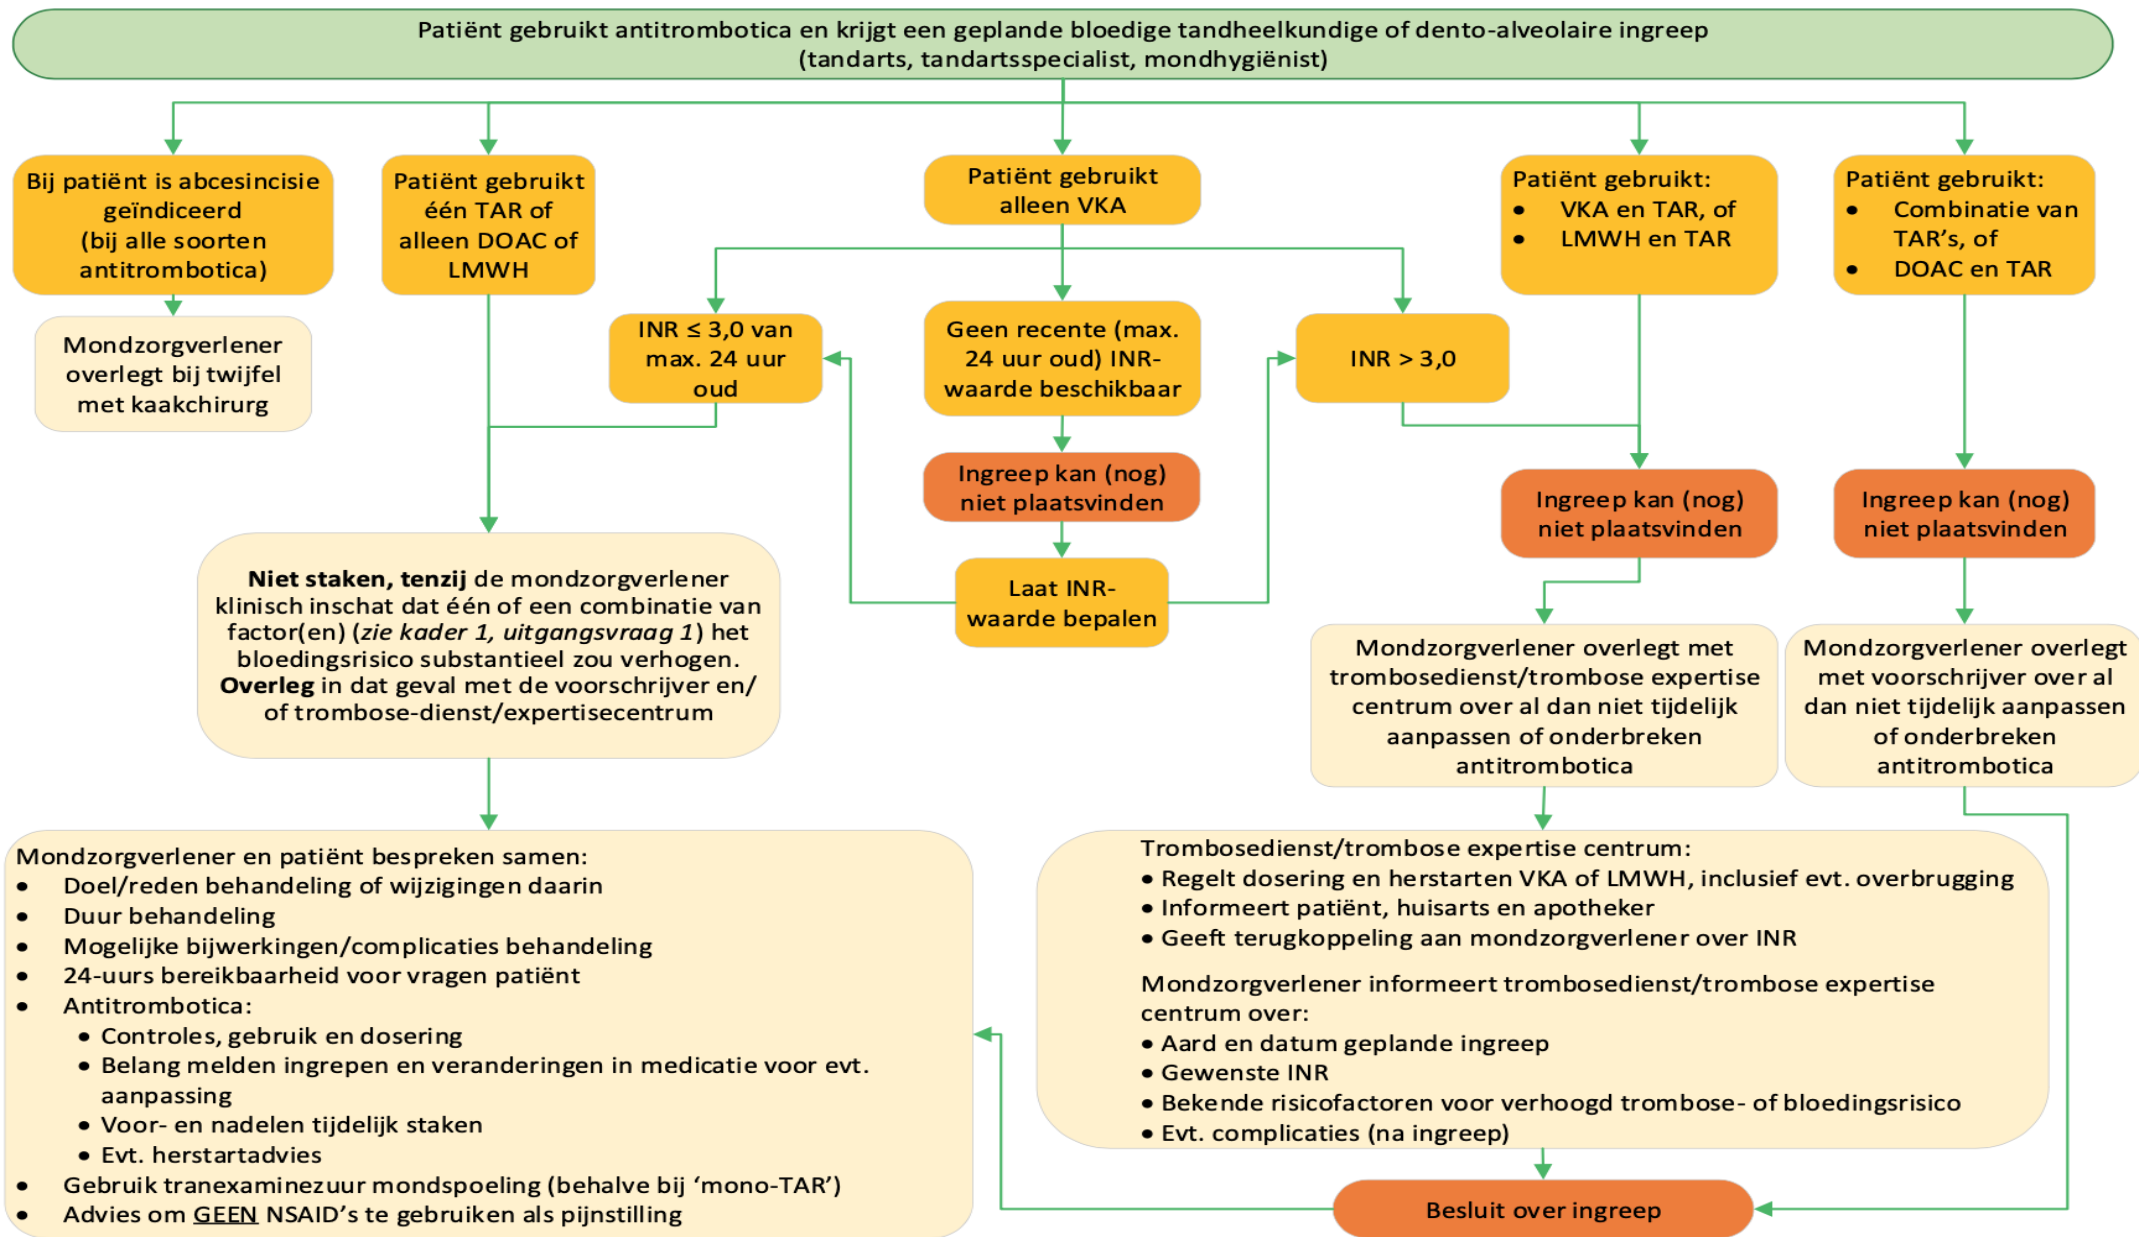 Patiënt gebruikt antitrombotica en krijgt een geplande bloedige tandheelkundige of dento-alveolaire ingreep
(tandarts, tandartsspecialist, mondhygiënist)
Bij patiënt is abcesincisie
geïndiceerd
(bij alle soorten
antitrombotica)
Mondzorgverlener
overlegt bij twijfel
met kaakchirurg
Patiënt gebruikt
één TAR of
alleen DOAC of
LMWH
Patiënt gebruikt
alleen VKA
INR ≤ 3,0 van
max. 24 uur
oud
Geen recente (max.
24 uur oud) INR-
waarde beschikbaar
INR > 3,0
Ingreep kan (nog)
niet plaatsvinden
Laat INR-
waarde bepalen
Patiënt gebruikt:
• VKA en TAR, of
• LMWH en TAR
Patiënt gebruikt:
• Combinatie van
TAR's, of
• DOAC en TAR
Ingreep kan (nog)
niet plaatsvinden
Ingreep kan (nog)
niet plaatsvinden
Niet staken, tenzij de mondzorgverlener
klinisch inschat dat één of een combinatie van
factor(en) (zie kader 1, uitgangsvraag 1) het
bloedingsrisico substantieel zou verhogen.
Overleg in dat geval met de voorschrijver en/
of trombose-dienst/expertisecentrum
Mondzorgverlener overlegt met
trombosedienst/trombose expertise
centrum over al dan niet tijdelijk
aanpassen of onderbreken
antitrombotica
Mondzorgverlener overlegt
met voorschrijver over al
dan niet tijdelijk aanpassen
of onderbreken
antitrombotica
Mondzorgverlener en patiënt bespreken samen:
• Doel/reden behandeling of wijzigingen daarin
• Duur behandeling
• Mogelijke bijwerkingen/complicaties behandeling
• 24-uurs bereikbaarheid voor vragen patiënt
• Antitrombotica:
• Controles, gebruik en dosering
• Belang melden ingrepen en veranderingen in medicatie voor evt.
aanpassing
• Voor- en nadelen tijdelijk staken
• Evt. herstartadvies
• Gebruik tranexaminezuur mondspoeling (behalve bij 'mono-TAR')
• Advies om GEEN NSAID's te gebruiken als pijnstilling
Trombosedienst/trombose expertise centrum:
• Regelt dosering en herstarten VKA of LMWH, inclusief evt. overbrugging
• Informeert patiënt, huisarts en apotheker
• Geeft terugkoppeling aan mondzorgverlener over INR
Mondzorgverlener informeert trombosedienst/trombose expertise
centrum over:
• Aard en datum geplande ingreep
• Gewenste INR
• Bekende risicofactoren voor verhoogd trombose- of bloedingsrisico
• Evt. complicaties (na ingreep)
Besluit over ingreep